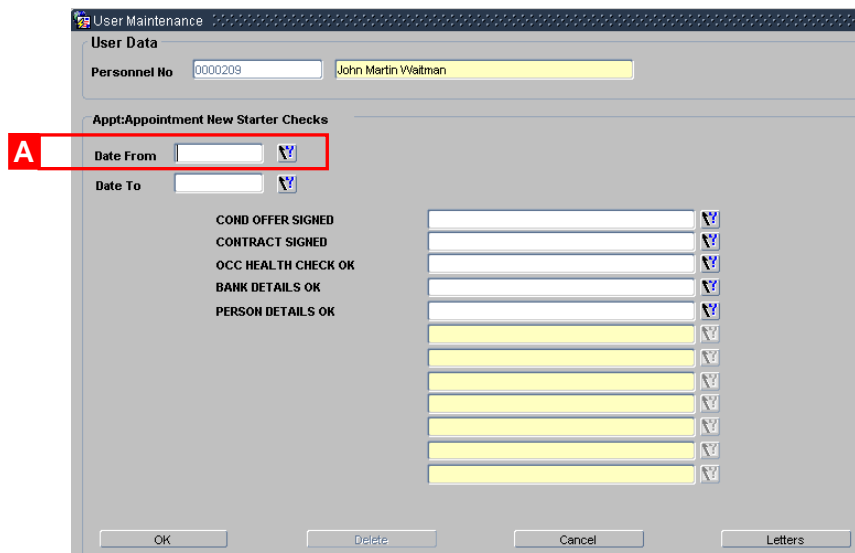 User Maintenance
User Data
Personnel No 0000209 John Martin Waitman
Appt:Appointment New Starter Checks
A
Date From
Date To
COND OFFER SIGNED
CONTRACT SIGNED
OCC HEALTH CHECK OK
BANK DETAILS OK
PERSON DETAILS OK
OK Delete Cancel Letters